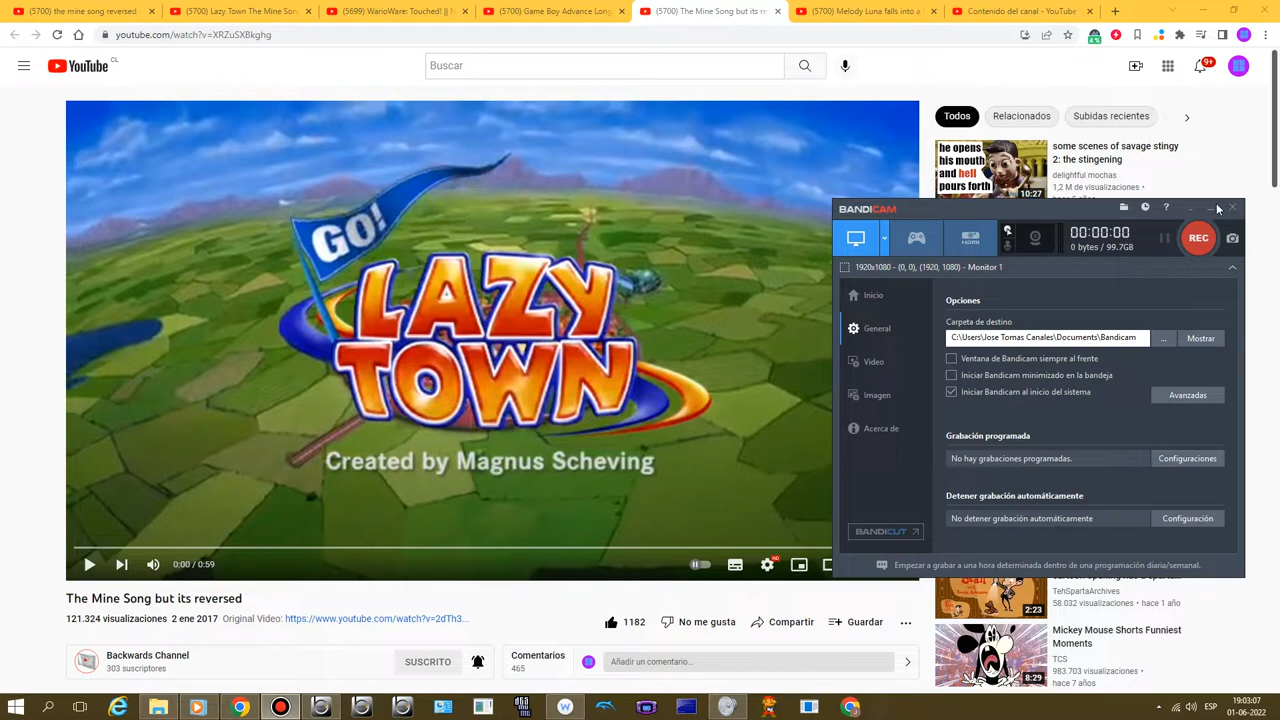 (5700) the mine song reversed
(5700) Lazy Town The Mine Son
(5699) WarioWare: Touched! || M
(5700) Game Boy Advance Long
(5700) The Mine Song but its re
(5700) Melody Luna falls into a
Contenido del canal - YouTube
youtube.com/watch?v=XRZuSXBkghg
YouTube CL
Buscar
9+
GO!
LAZY
TOWN
Created by Magnus Scheving
0:00 / 0:59
HD
The Mine Song but its reversed
121.324 visualizaciones 2 ene 2017 Original Video: https://www.youtube.com/watch?v=2dTh3...
1182
No me gusta
Compartir
Guardar
Backwards Channel
303 suscriptores
SUSCRITO
Comentarios
465
Añadir un comentario...
Todos
Relacionados
Subidas recientes
he opens
his mouth
and hell
pours forth
10:27
some scenes of savage stingy
2: the stingening
delightful mochas
1,2 M de visualizaciones •
BANDICAM
HDMI
00:00:00
0 bytes / 99.7GB
REC
1920x1080 - (0, 0), (1920, 1080) - Monitor 1
Inicio
General
Video
Imagen
Acerca de
BANDICUT
Opciones
Carpeta de destino
C:\Users\Jose Tomas Canales\Documents\Bandicam
...
Mostrar
Ventana de Bandicam siempre al frente
Iniciar Bandicam minimizado en la bandeja
Iniciar Bandicam al inicio del sistema
Avanzadas
Grabación programada
No hay grabaciones programadas.
Configuraciones
Detener grabación automáticamente
No detener grabación automáticamente
Configuración
Empezar a grabar a una hora determinada dentro de una programación diaria/semanal.
TehSpartaArchives
58.032 visualizaciones • hace 1 año
2:23
Mickey Mouse Shorts Funniest
Moments
TCS
983.703 visualizaciones •
hace 7 años
8:29
ESP
19:03:07
01-06-2022